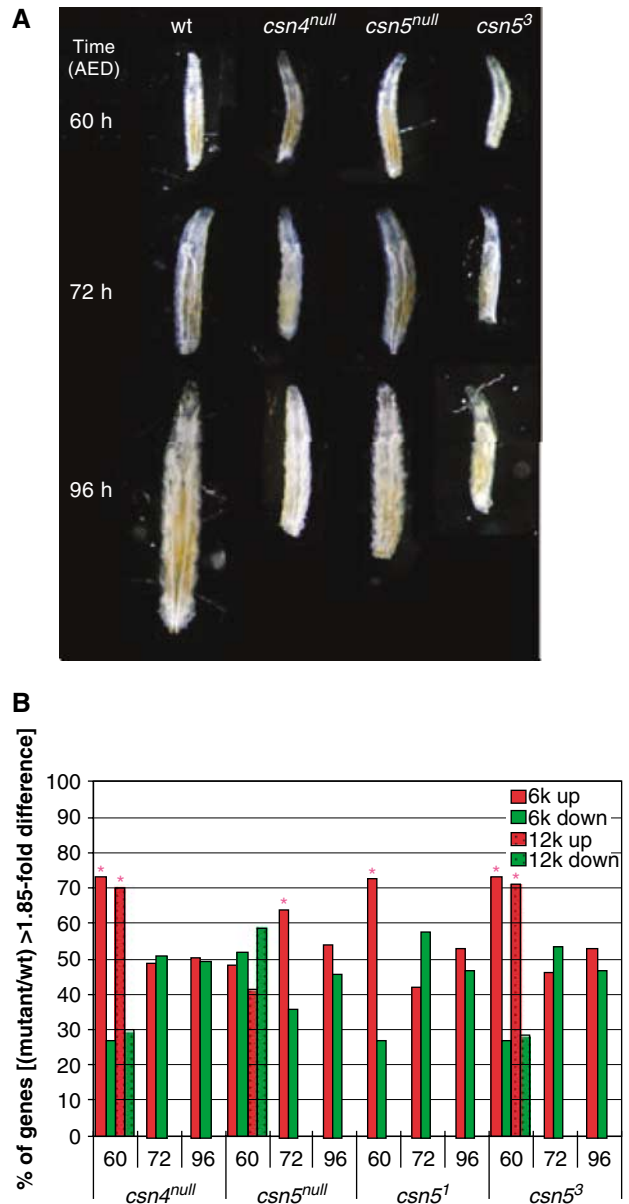 A
wt csn4null csn5null csn53
Time
(AED)
60 h
72 h
96 h
B
% of genes [(mutant/wt) >1.85-fold difference]
100
90
80
70
60
50
40
30
20
10
0
6k up
6k down
12k up
12k down
* * * * * *
60 72 96 60 72 96 60 72 96 60 72 96
csn4null csn5null csn51 csn53